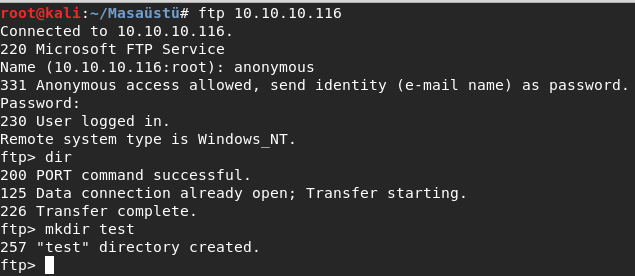 root@kali:~/Masaüstü# ftp 10.10.10.116
Connected to 10.10.10.116.
220 Microsoft FTP Service
Name (10.10.10.116:root): anonymous
331 Anonymous access allowed, send identity (e-mail name) as password.
Password:
230 User logged in.
Remote system type is Windows_NT.
ftp> dir
200 PORT command successful.
125 Data connection already open; Transfer starting.
226 Transfer complete.
ftp> mkdir test
257 "test" directory created.
ftp>